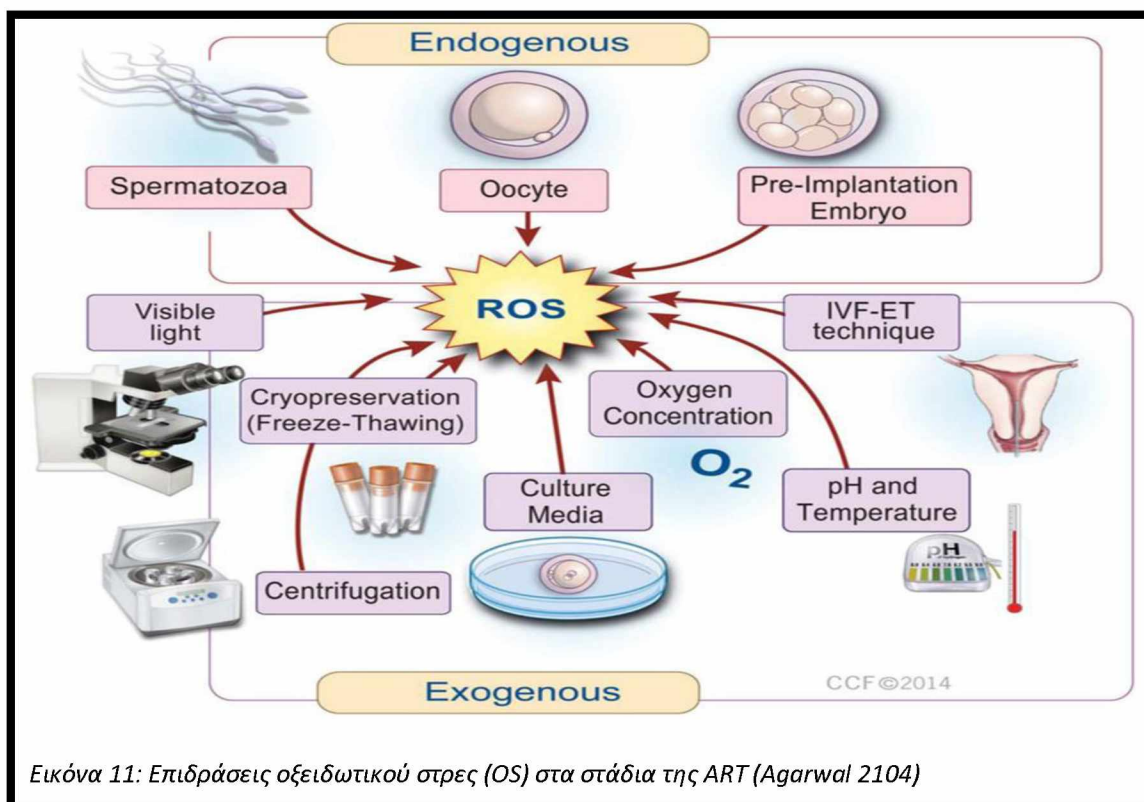 Endogenous
Spermatozoa
Oocyte
Pre-Implantation
Embryo
ROS
Visible
light
IVF-ET
technique
Cryopreservation
(Freeze-Thawing)
Oxygen
Concentration
O₂
Culture
Media
pH and
Temperature
pH
Centrifugation
Exogenous
CCF©2014
Εικόνα 11: Επιδράσεις οξειδωτικού στρες (OS) στα στάδια της ART (Agarwal 2104)